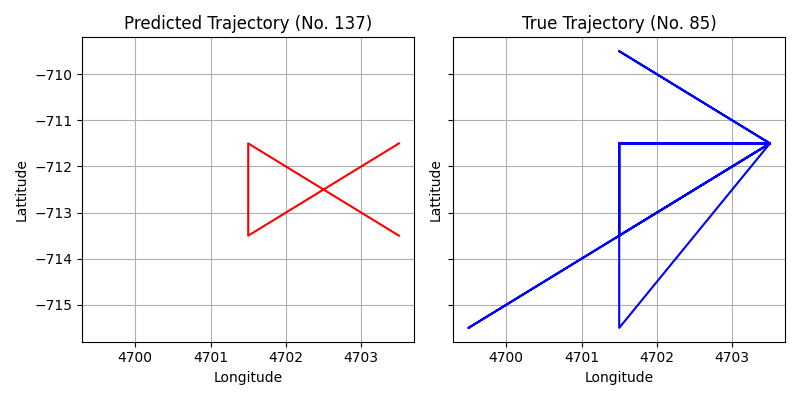 Predicted Trajectory (No. 137)
True Trajectory (No. 85)
−710
−711
−712
−713
−714
−715
Lattitude
Lattitude
4700 4701 4702 4703
4700 4701 4702 4703
Longitude
Longitude